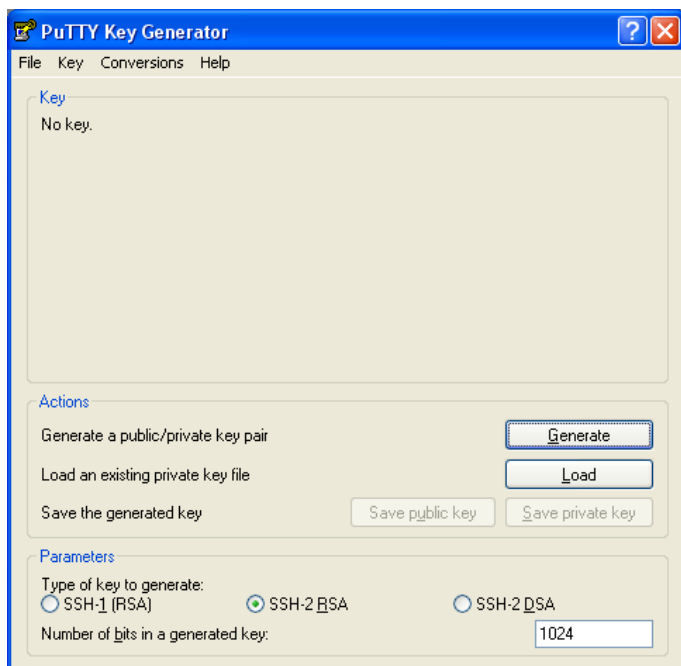 PuTTY Key Generator
File Key Conversions Help
Key
No key.
Actions
Generate a public/private key pair Generate
Load an existing private key file Load
Save the generated key Save public key Save private key
Parameters
Type of key to generate:
SSH-1 (RSA) SSH-2 RSA SSH-2 DSA
Number of bits in a generated key: 1024